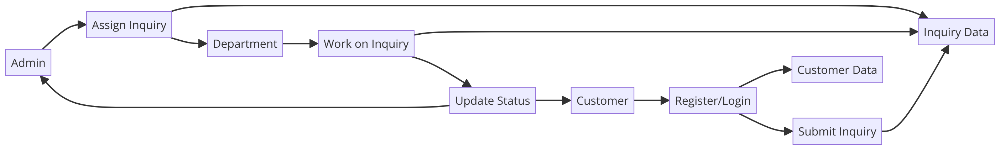 Assign Inquiry
Inquiry Data
Department
Work on Inquiry
Admin
Customer Data
Update Status
Customer
Register/Login
Submit Inquiry